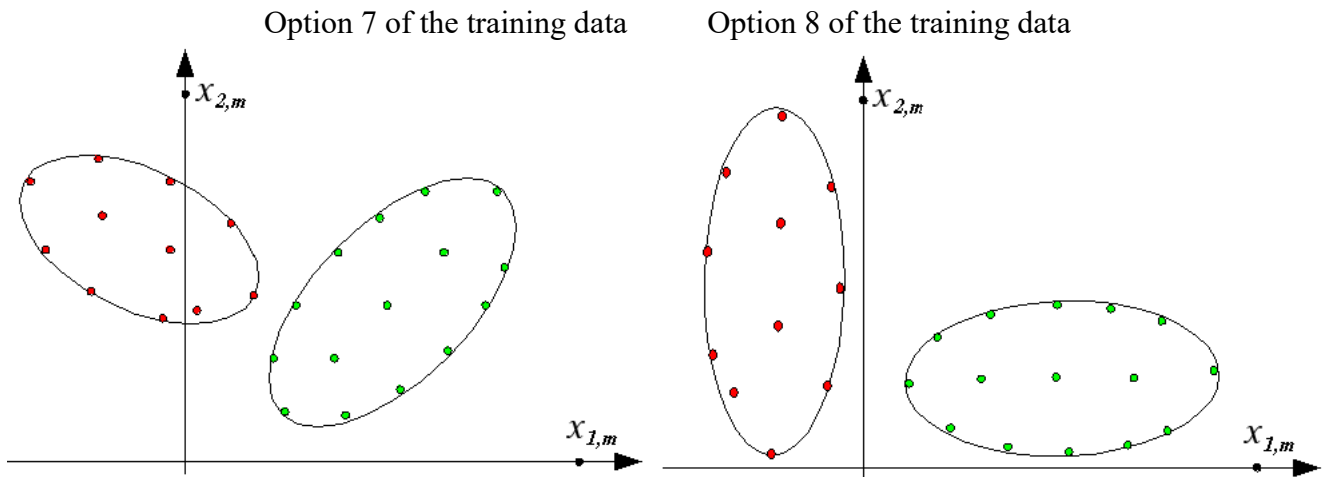 Option 7 of the training data Option 8 of the training data
x2,m x2,m
x1,m x1,m